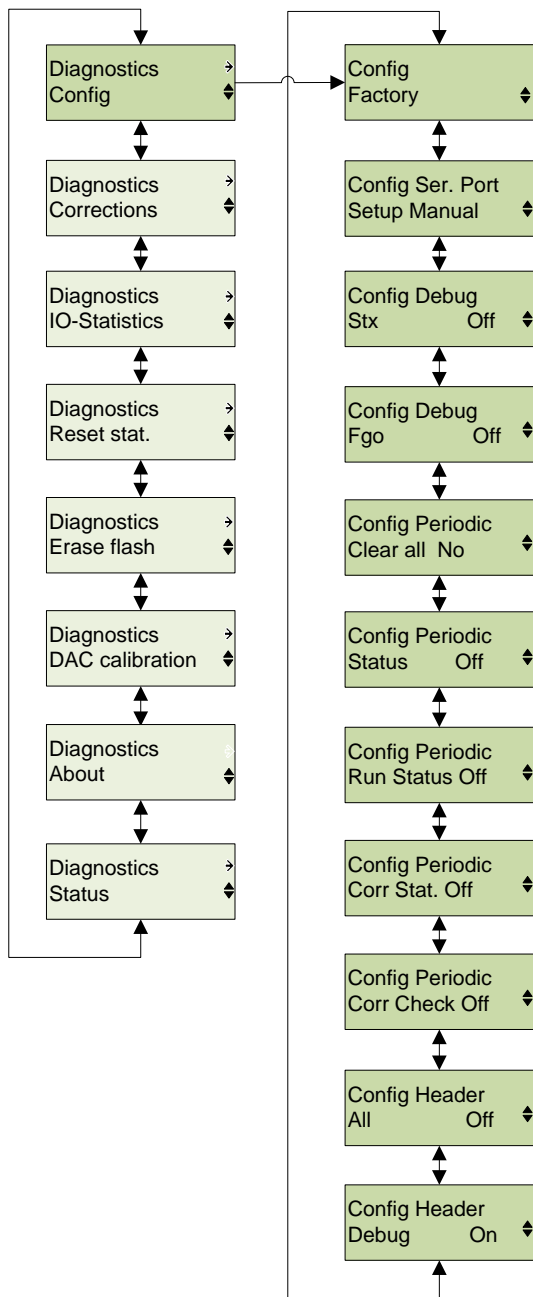 Diagnostics
Config
Diagnostics
Corrections
Diagnostics
IO-Statistics
Diagnostics
Reset stat.
Diagnostics
Erase flash
Diagnostics
DAC calibration
Diagnostics
About
Diagnostics
Status
Config
Factory
Config Ser. Port
Setup Manual
Config Debug
Stx Off
Config Debug
Fgo Off
Config Periodic
Clear all No
Config Periodic
Status Off
Config Periodic
Run Status Off
Config Periodic
Corr Stat. Off
Config Periodic
Corr Check Off
Config Header
All Off
Config Header
Debug On